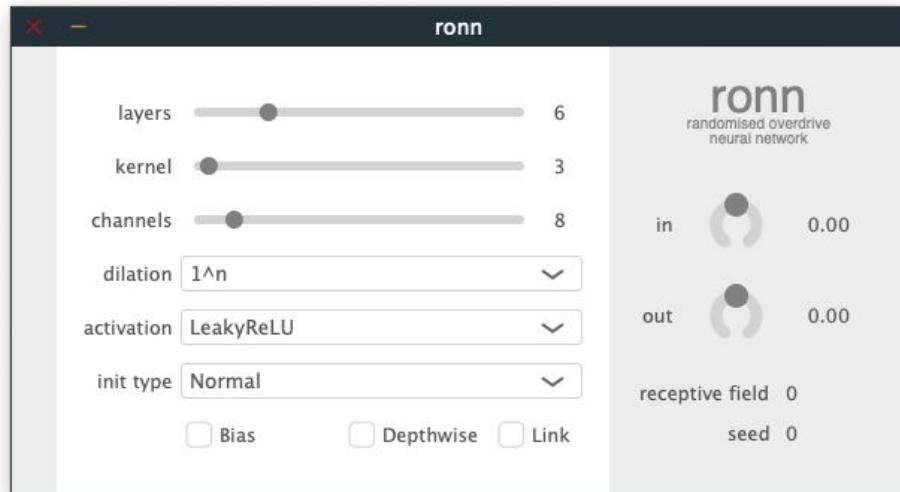 ronn
layers 6
kernel 3
channels 8
dilation 1^n
activation LeakyReLU
init type Normal
Bias Depthwise Link
ronn
randomised overdrive
neural network
in 0.00
out 0.00
receptive field 0
seed 0